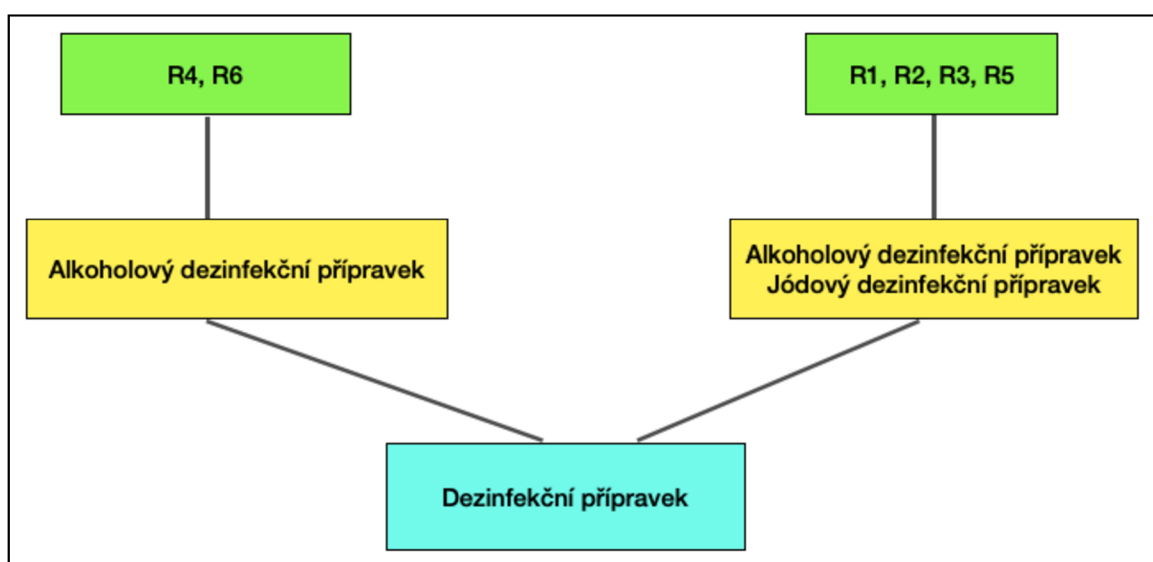 R4, R6
R1, R2, R3, R5
Alkoholový dezinfekční přípravek
Alkoholový dezinfekční přípravek
Jódový dezinfekční přípravek
Dezinfekční přípravek